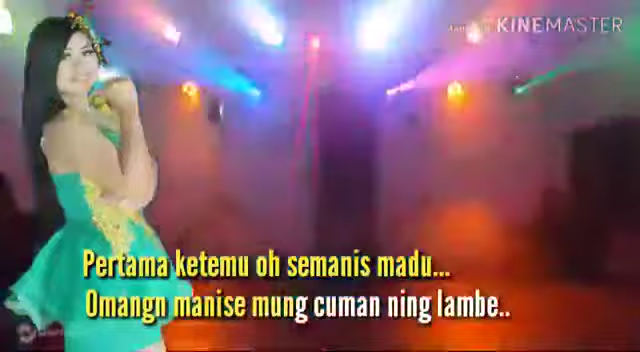 KINEMASTER
Pertama ketemu oh semanis madu...
Omangn manise mung cuman ning lambe..